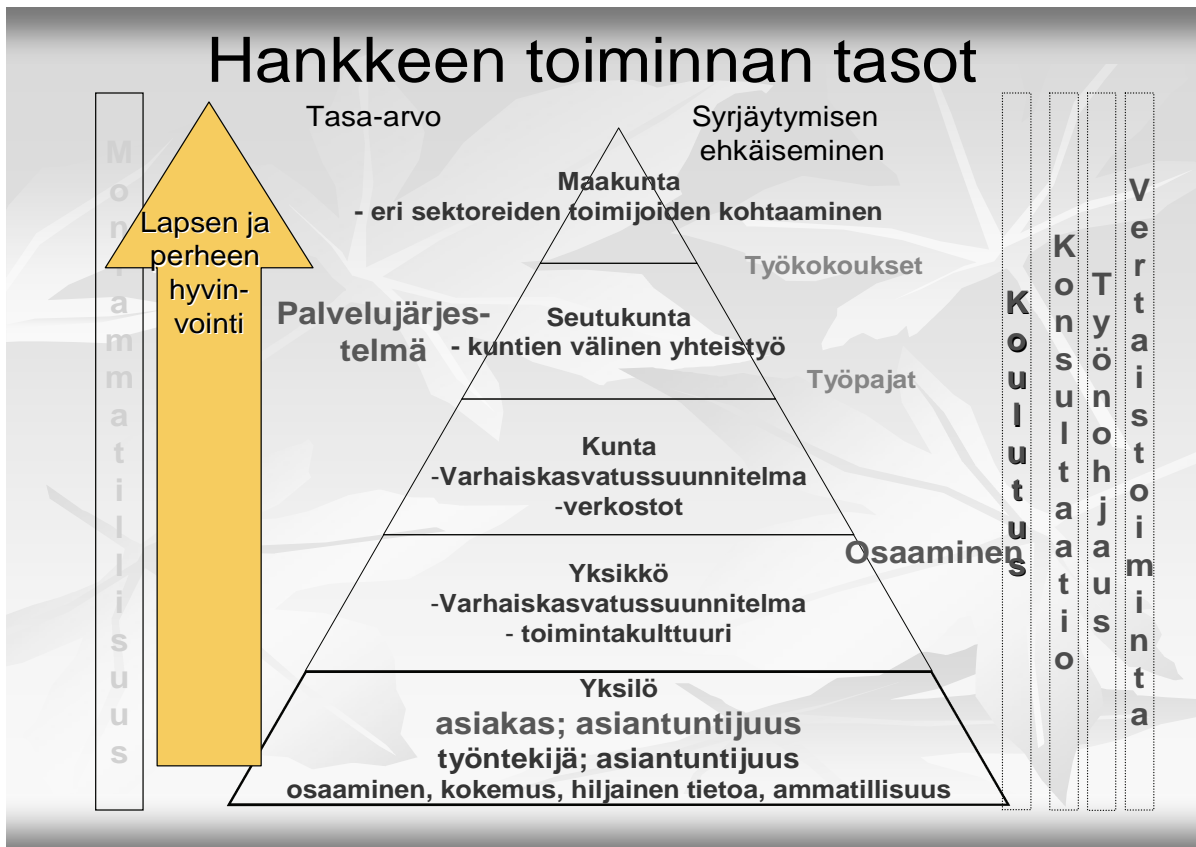 Hankkeen toiminnan tasot
Tasa-arvo
Syrjäytymisen
ehkäiseminen
Moniammatillisuus
Lapsen ja
perheen
hyvin-
vointi
Maakunta
- eri sektoreiden toimijoiden kohtaaminen
Työkokoukset
Palvelujärjes-
telmä
Seutukunta
- kuntien välinen yhteistyö
Työpajat
Kunta
-Varhaiskasvatussuunnitelma
-verkostot
Osaaminen
Yksikkö
-Varhaiskasvatussuunnitelma
- toimintakulttuuri
Yksilö
asiakas; asiantuntijuus
työntekijä; asiantuntijuus
osaaminen, kokemus, hiljainen tietoa, ammatillisuus
Koulutus
Konsultaatio
Työnohjaus
Vertaistoiminta